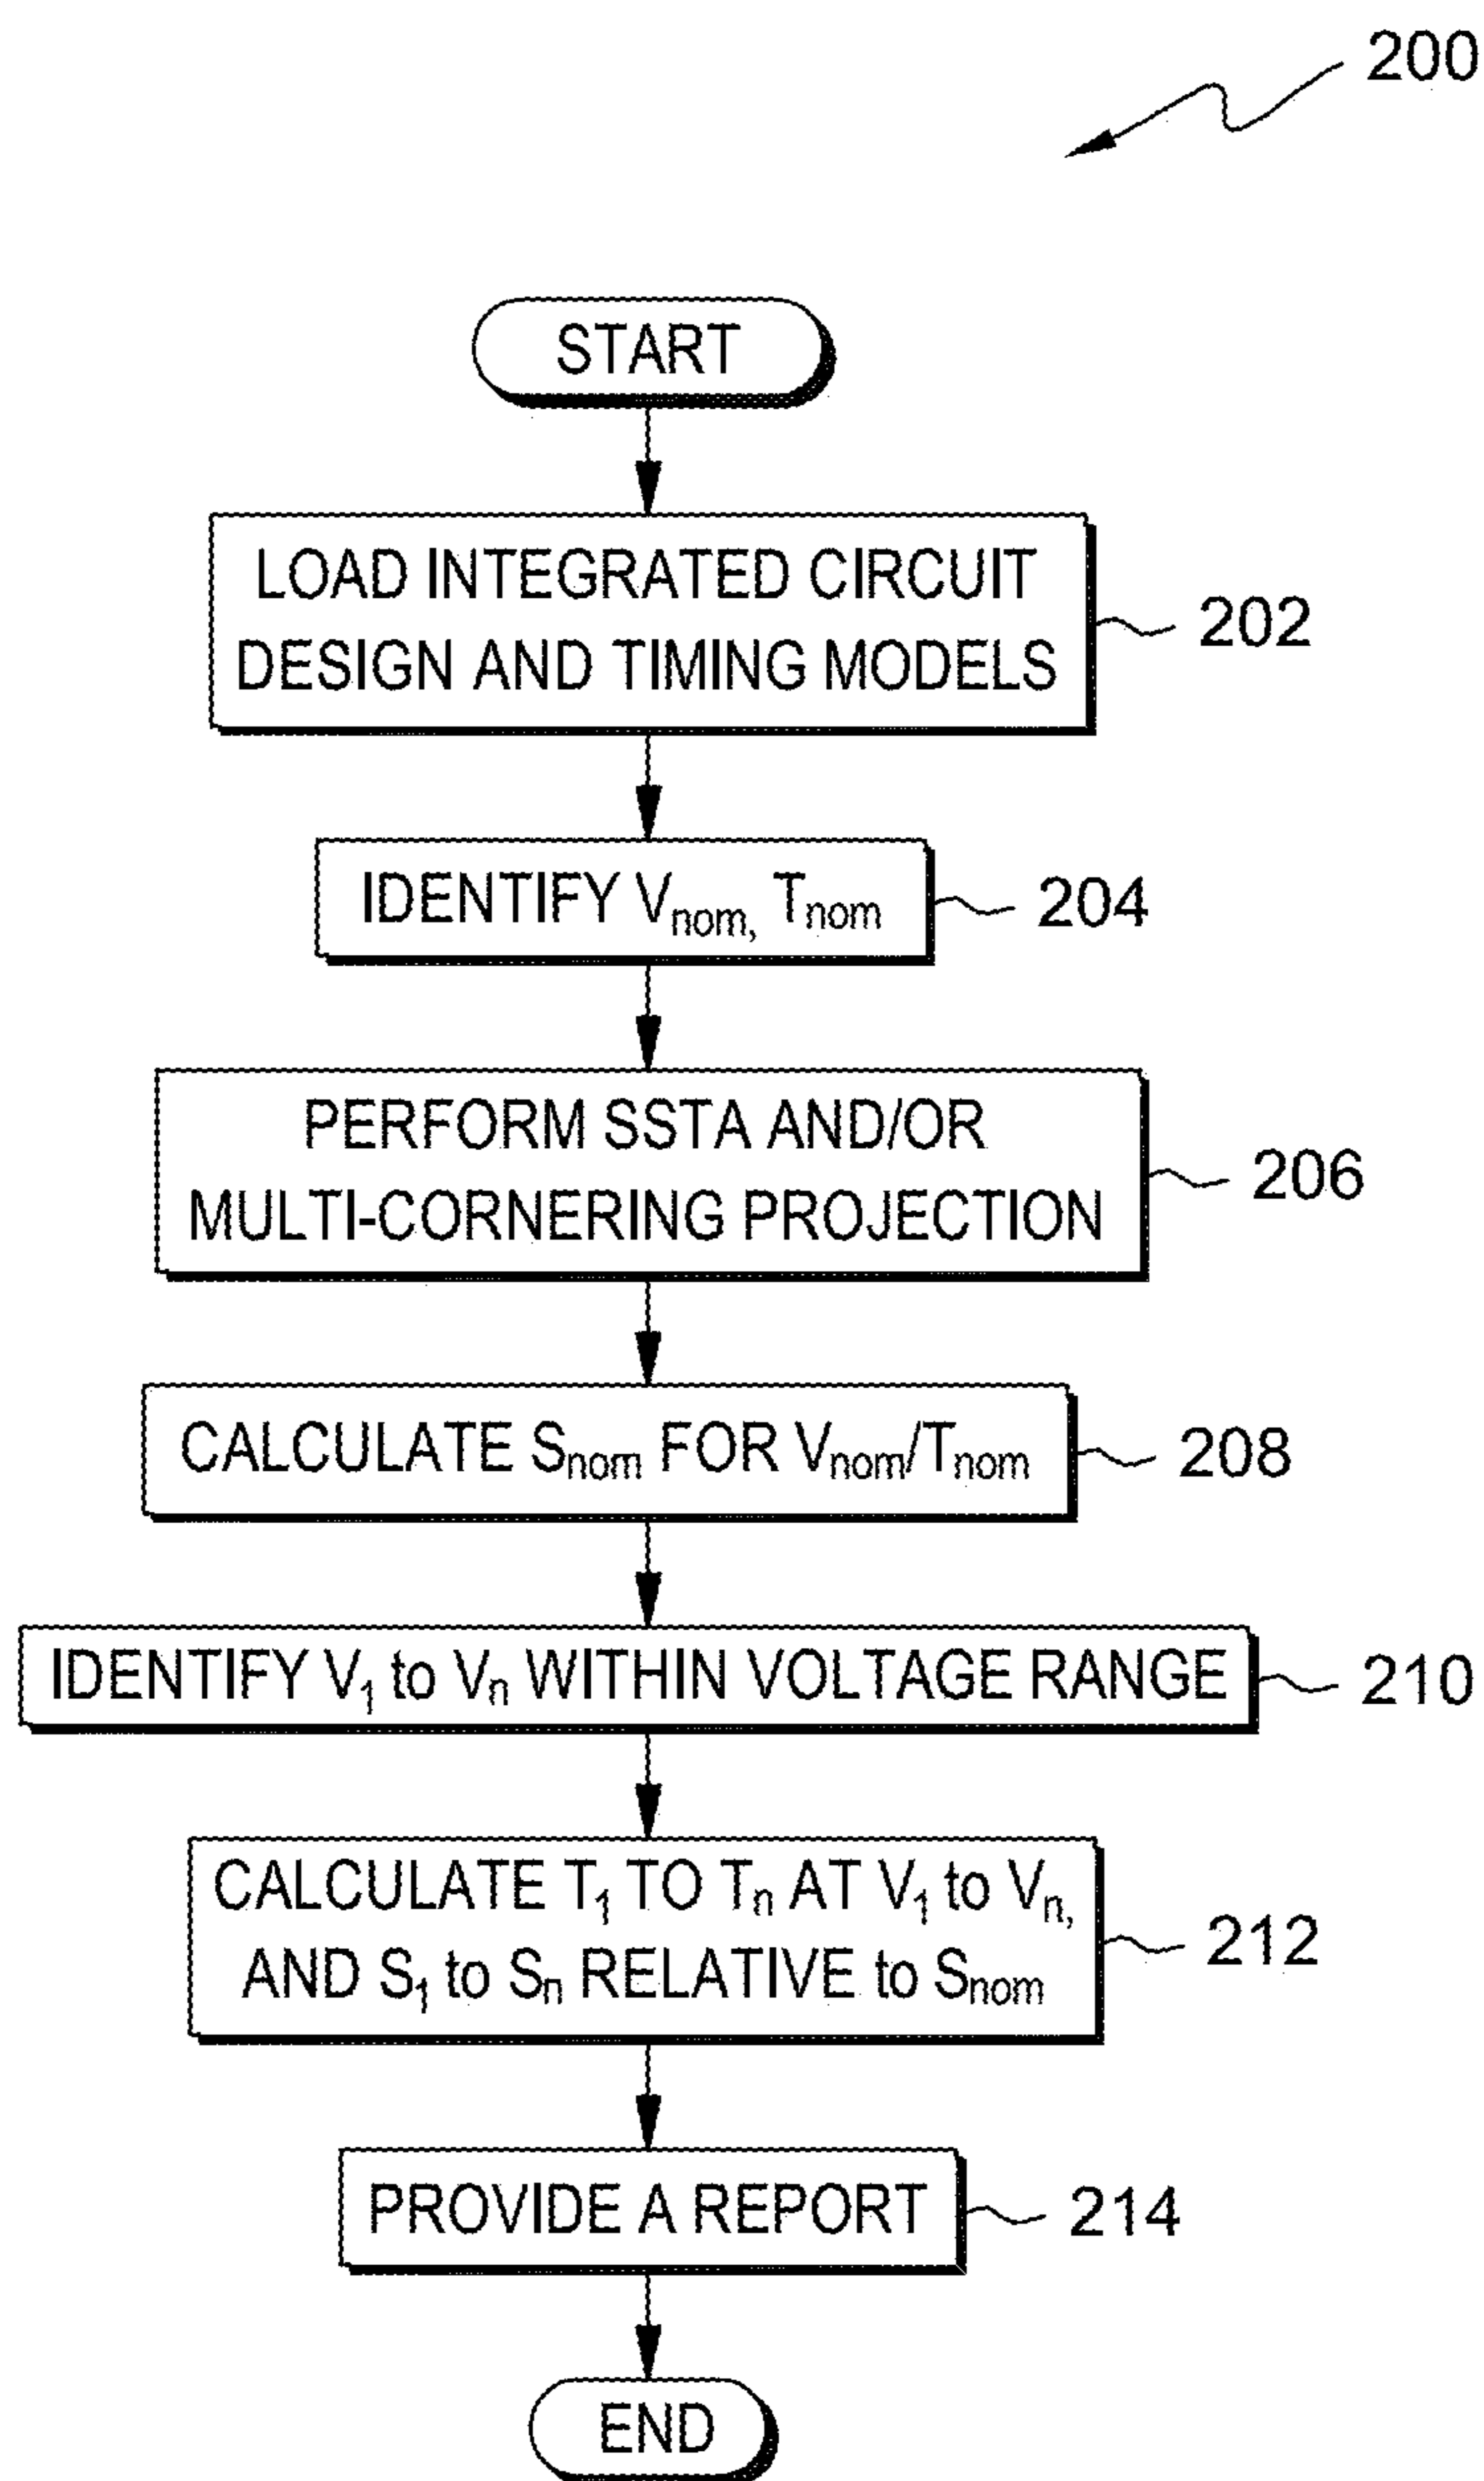 200
START
LOAD INTEGRATED CIRCUIT
DESIGN AND TIMING MODELS
202
IDENTIFY Vnom, Tnom
204
PERFORM SSTA AND/OR
MULTI-CORNERING PROJECTION
206
CALCULATE Snom FOR Vnom/Tnom
208
IDENTIFY V1 to Vn WITHIN VOLTAGE RANGE
210
CALCULATE T1 TO Tn AT V1 to Vn,
AND S1 to Sn RELATIVE to Snom
212
PROVIDE A REPORT
214
END